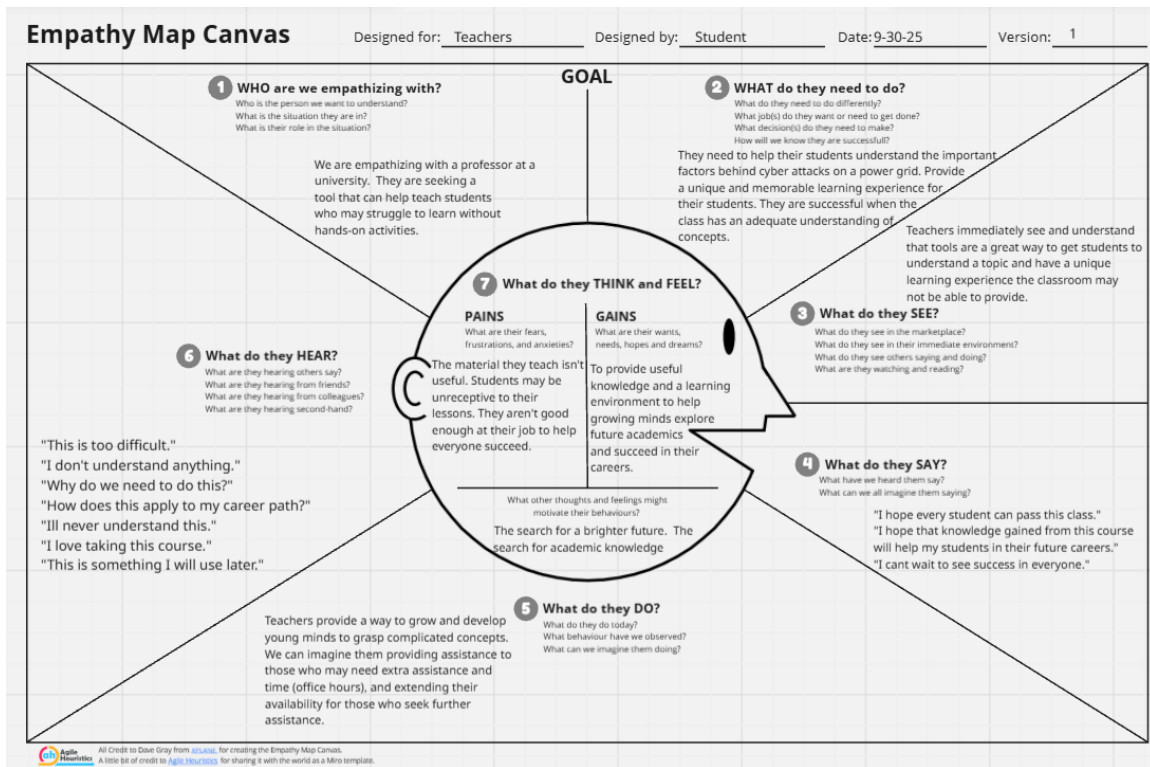 Empathy Map Canvas
Designed for: Teachers
Designed by: Student
Date: 9-30-25
Version: 1
GOAL
1 WHO are we empathizing with?
Who is the person we want to understand?
What is the situation they are in?
What is their role in the situation?
We are empathizing with a professor at a
university. They are seeking a
tool that can help teach students
who may struggle to learn without
hands-on activities.
2 WHAT do they need to do?
What do they need to do differently?
What job(s) do they want or need to get done?
What decision(s) do they need to make?
How will we know they are successful?
They need to help their students understand the important
factors behind cyber attacks on a power grid. Provide
a unique and memorable learning experience for
their students. They are successful when the
class has an adequate understanding of
concepts.
Teachers immediately see and understand
that tools are a great way to get students to
understand a topic and have a unique
learning experience the classroom may
not be able to provide.
3 What do they SEE?
What do they see in the marketplace?
What do they see in their immediate environment?
What do they see others saying and doing?
What are they watching and reading?
4 What do they SAY?
What have we heard them say?
What can we all imagine them saying?
"I hope every student can pass this class."
"I hope that knowledge gained from this course
will help my students in their future careers."
"I cant wait to see success in everyone."
5 What do they DO?
What do they do today?
What behaviour have we observed?
What can we imagine them doing?
Teachers provide a way to grow and develop
young minds to grasp complicated concepts.
We can imagine them providing assistance to
those who may need extra assistance and
time (office hours), and extending their
availability for those who seek further
assistance.
6 What do they HEAR?
What are they hearing others say?
What are they hearing from friends?
What are they hearing from colleagues?
What are they hearing second-hand?
"This is too difficult."
"I don't understand anything."
"Why do we need to do this?"
"How does this apply to my career path?"
"Ill never understand this."
"I love taking this course."
"This is something I will use later."
7 What do they THINK and FEEL?
PAINS
What are their fears,
frustrations, and anxieties?
The material they teach isn't
useful. Students may be
unreceptive to their
lessons. They aren't good
enough at their job to help
everyone succeed.
GAINS
What are their wants,
needs, hopes and dreams?
To provide useful
knowledge and a learning
environment to help
growing minds explore
future academics
and succeed in their
careers.
What other thoughts and feelings might
motivate their behaviours?
The search for a brighter future. The
search for academic knowledge
ah Agile
Heuristics
All Credit to Dave Gray from XPLANE for creating the Empathy Map Canvas.
A little bit of credit to Agile Heuristics for sharing it with the world as a Miro template.